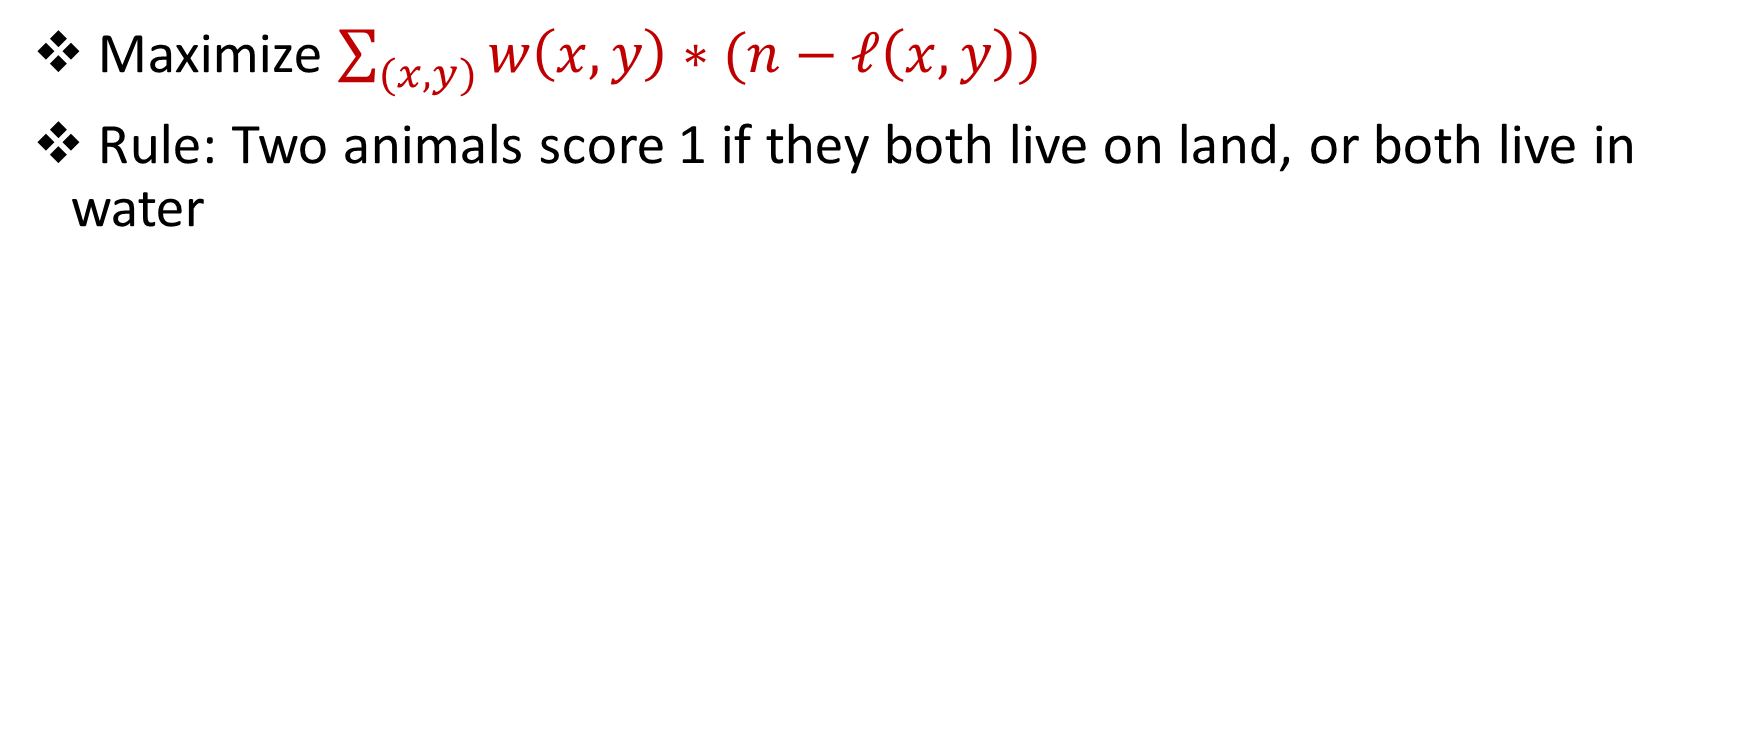 ❖ Maximize ∑₍ₓ,ᵧ₎ 𝑤(𝑥, 𝑦) ∗ (𝑛 − ℓ(𝑥, 𝑦))
❖ Rule: Two animals score 1 if they both live on land, or both live in
water